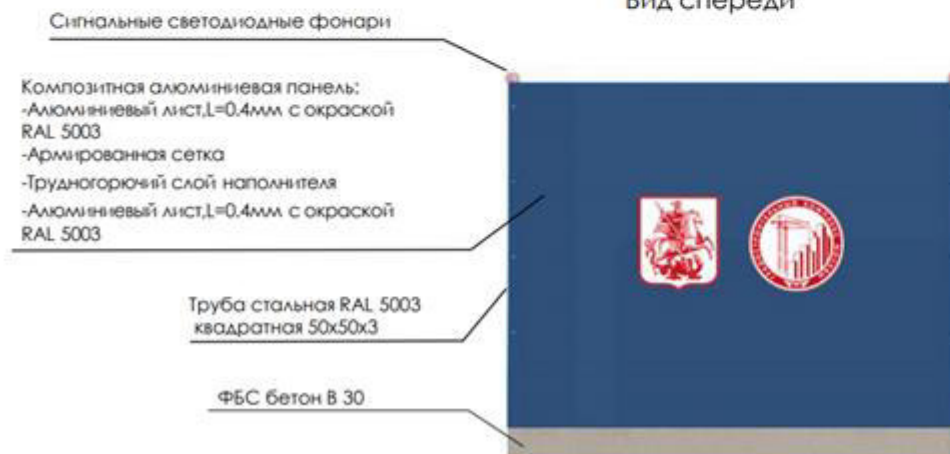 Вид спереди
Сигнальные светодиодные фонари
Композитная алюминиевая панель:
-Алюминиевый лист,L=0.4мм с окраской
RAL 5003
-Армированная сетка
-Трудногорючий слой наполнителя
-Алюминиевый лист,L=0.4мм с окраской
RAL 5003
Труба стальная RAL 5003
квадратная 50х50х3
ФБС бетон В 30